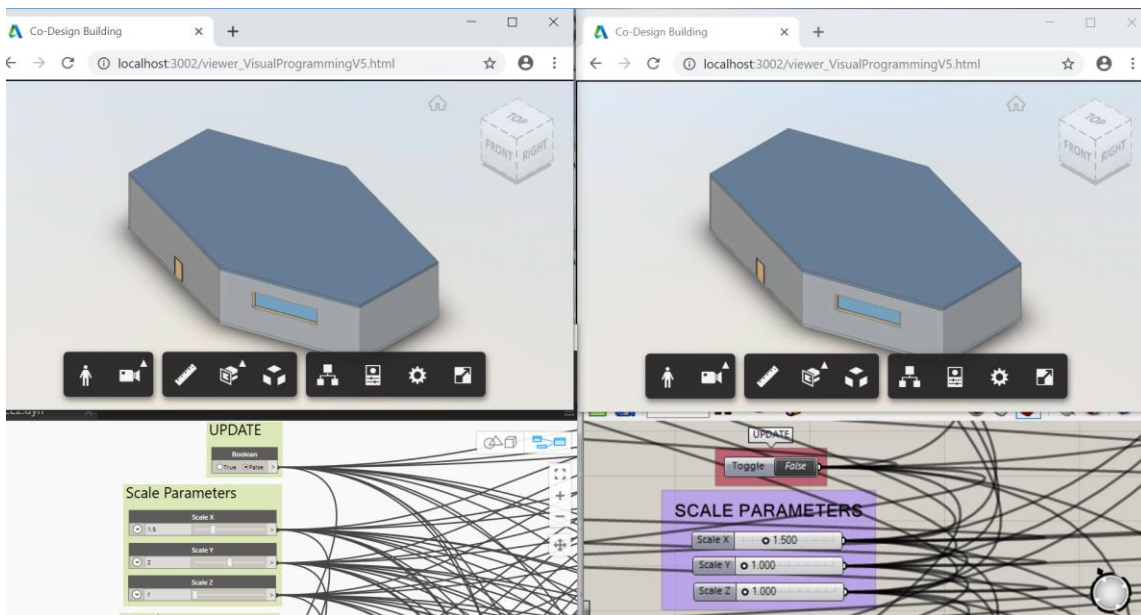 Co-Design Building
localhost:3002/viewer_VisualProgrammingV5.html
TOP
FRONT
RIGHT
Co-Design Building
localhost:3002/viewer_VisualProgrammingV5.html
TOP
FRONT
RIGHT
UPDATE
Boolean
True False >
Scale Parameters
Scale X
1.5 >
Scale Y
2 >
Scale Z
1 >
UPDATE
Toggle False
SCALE PARAMETERS
Scale X 1.500
Scale Y 1.000
Scale Z 1.000